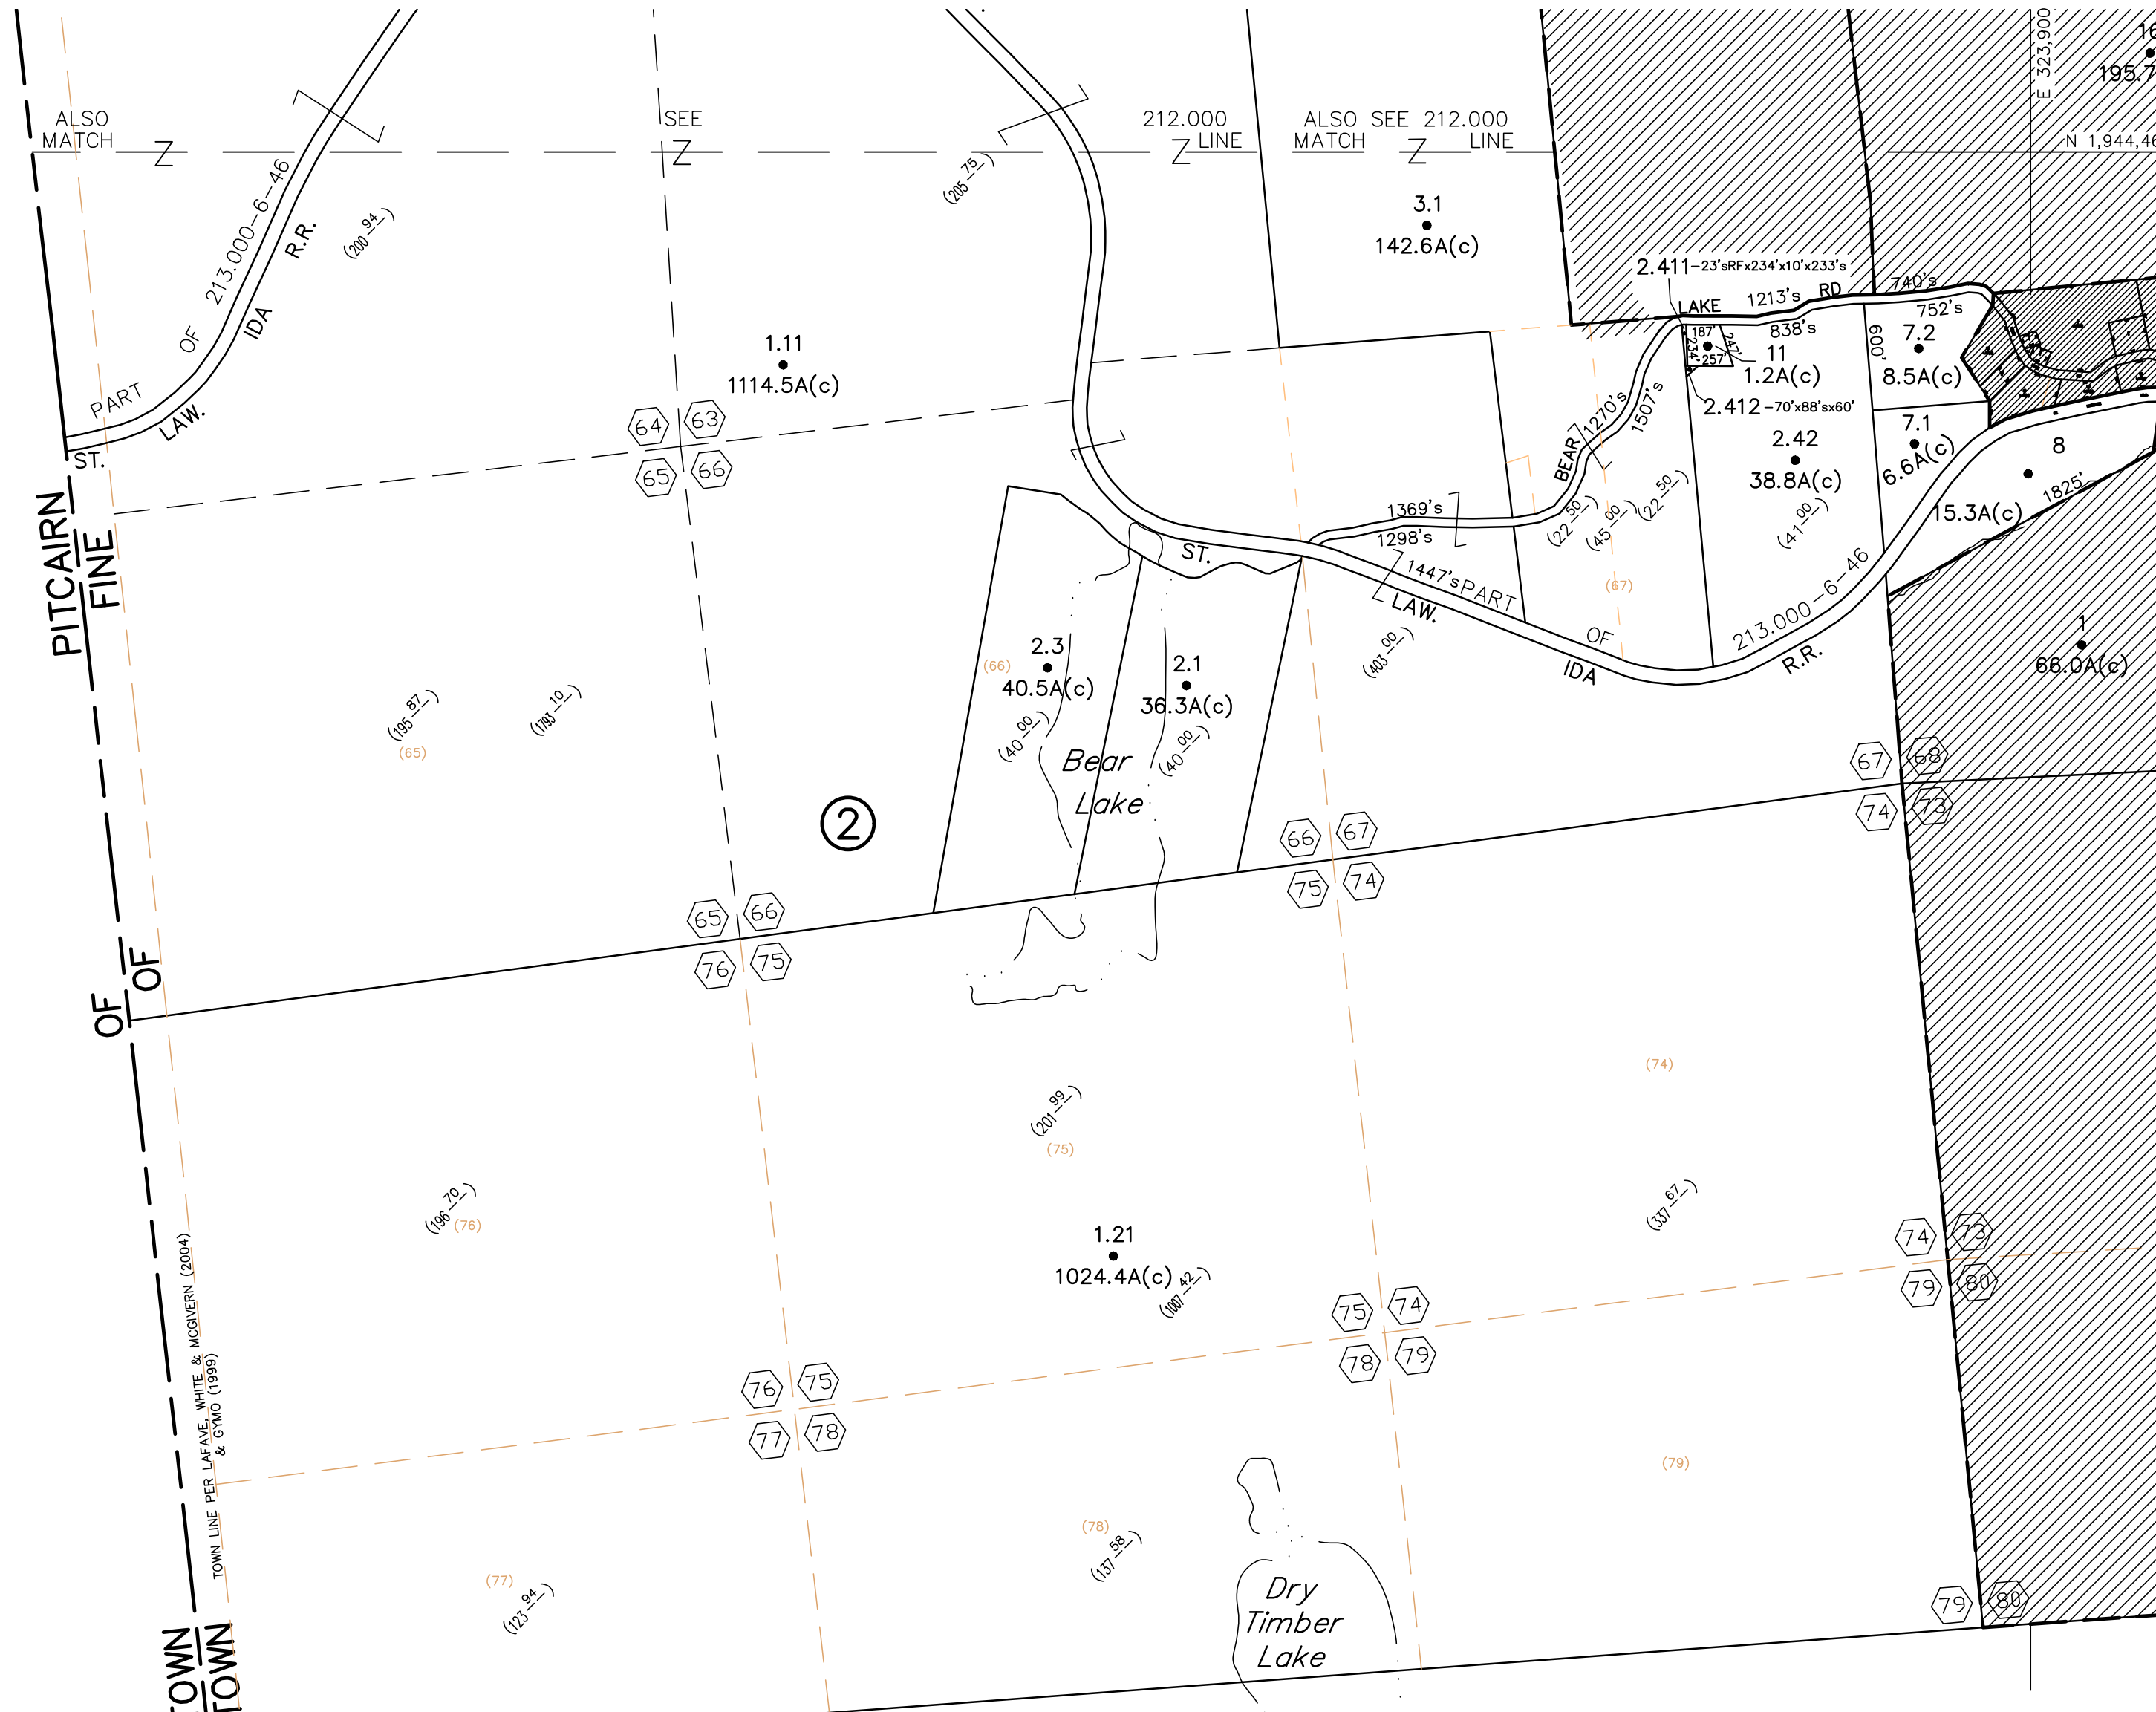 ALSO
MATCH
Z
SEE
Z
212.000
LINE
Z
ALSO SEE 212.000
MATCH
LINE
Z
E 323,900
N 1,944,46
16
195.7
213.000-6-46
OF
PART
R.R.
IDA
LAW.
ST.
(200 94)
(205 75)
3.1
142.6A(c)
1.11
1114.5A(c)
64
63
65
66
2.411-23'sRFx234'x10'x233's
LAKE
1213's
RD
740's
752's
838's
187'
234'
257'
247'
11
1.2A(c)
2.412-70'x88'sx60'
600'
7.2
8.5A(c)
7.1
6.6A(c)
2.42
38.8A(c)
(41 00)
8
15.3A(c)
1825'
BEAR
1270's
1507's
(22 50)
(45 00)
(22 50)
(67)
1369's
1298's
1447's
PART
OF
213.000-6-46
ST.
LAW.
IDA
R.R.
(403 00)
1
66.0A(c)
PITCAIRN
FINE
2.3
(66)
40.5A(c)
(40 00)
2.1
36.3A(c)
(40 00)
Bear
Lake
(195 87)
(65)
(1793 10)
2
67
68
74
73
66
67
75
74
65
66
76
75
OF
OF
(74)
(201 99)
(75)
(196 70)
(76)
(337 67)
1.21
1024.4A(c)
(1007 42)
74
73
79
80
75
74
78
79
76
75
77
78
TOWN LINE PER LAFAVE, WHITE & MCGIVERN (2004)
& GYMO (1999)
(79)
(78)
(137 58)
(77)
(123 94)
Dry
Timber
Lake
79
80
TOWN
TOWN